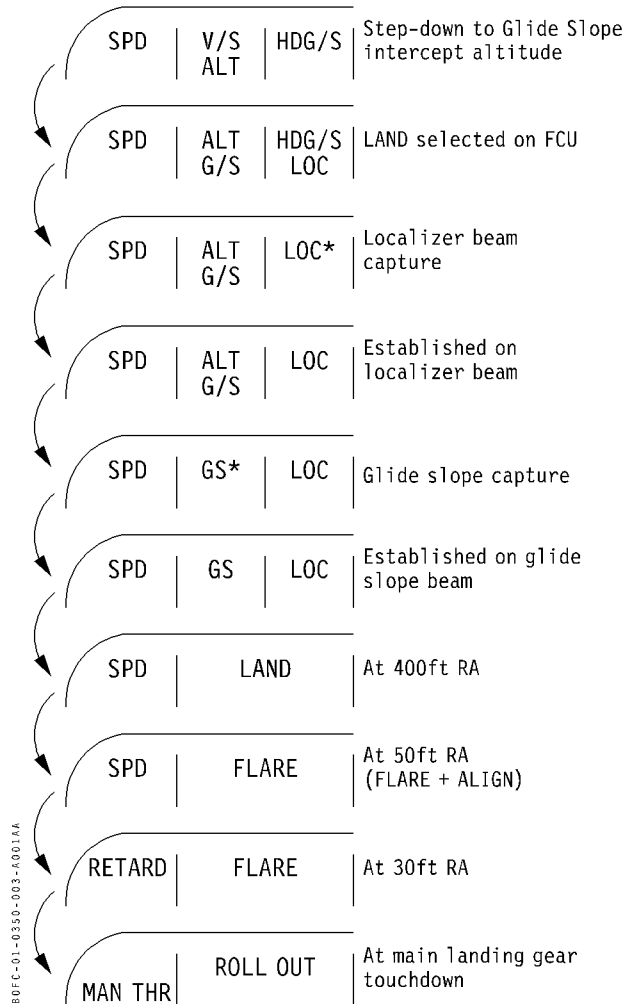 SPD V/S HDG/S Step-down to Glide Slope
ALT intercept altitude
SPD ALT HDG/S LAND selected on FCU
G/S LOC
SPD ALT LOC* Localizer beam
G/S capture
SPD ALT LOC Established on
G/S localizer beam
SPD GS* LOC Glide slope capture
SPD GS LOC Established on glide
slope beam
SPD LAND At 400ft RA
SPD FLARE At 50ft RA
(FLARE + ALIGN)
RETARD FLARE At 30ft RA
ROLL OUT At main landing gear
MAN THR touchdown
BOFC-01-0350-003-A001AA